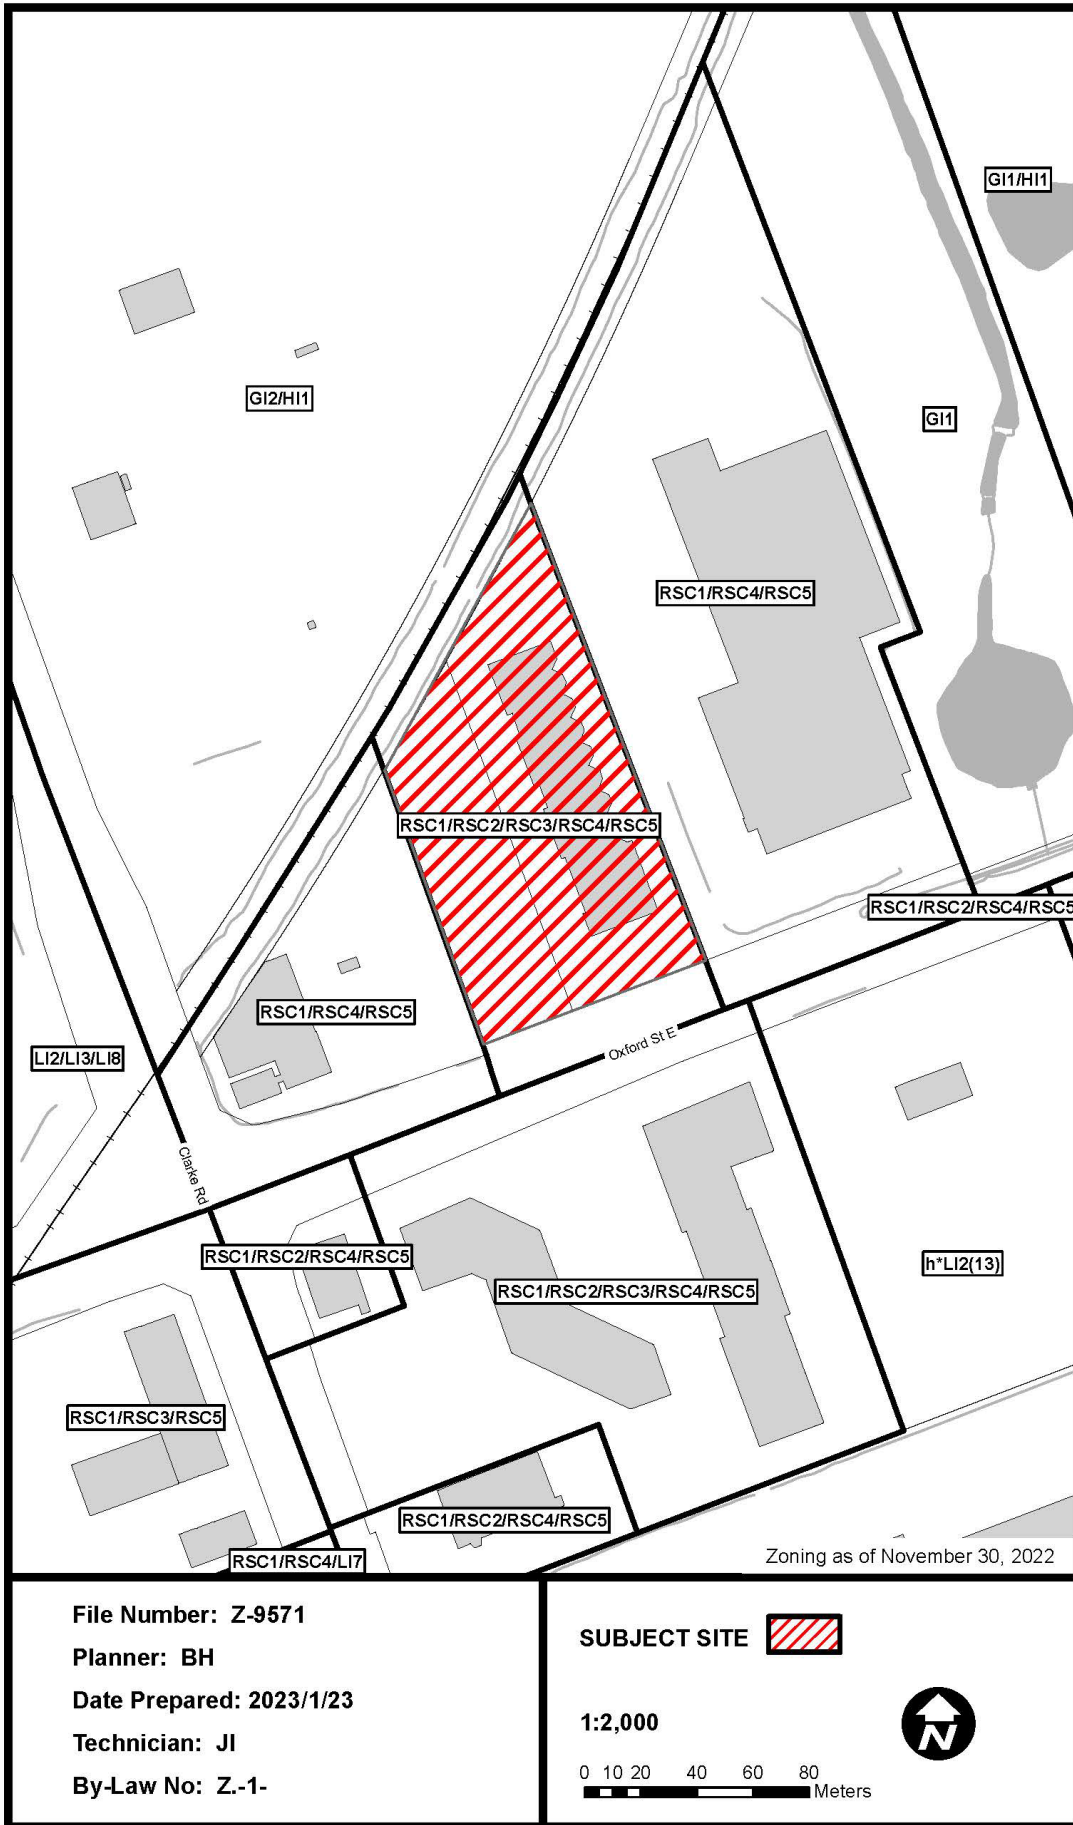 GI1/HI1
GI2/HI1
GI1
RSC1/RSC4/RSC5
RSC1/RSC2/RSC3/RSC4/RSC5
RSC1/RSC2/RSC4/RSC5
RSC1/RSC4/RSC5
Oxford St E
LI2/LI3/LI8
Clarke Rd
RSC1/RSC2/RSC4/RSC5
h*LI2(13)
RSC1/RSC2/RSC3/RSC4/RSC5
RSC1/RSC3/RSC5
RSC1/RSC2/RSC4/RSC5
RSC1/RSC4/LI7
Zoning as of November 30, 2022
File Number: Z-9571
Planner: BH
Date Prepared: 2023/1/23
Technician: JI
By-Law No: Z.-1-
SUBJECT SITE
1:2,000
0 10 20 40 60 80
Meters
N